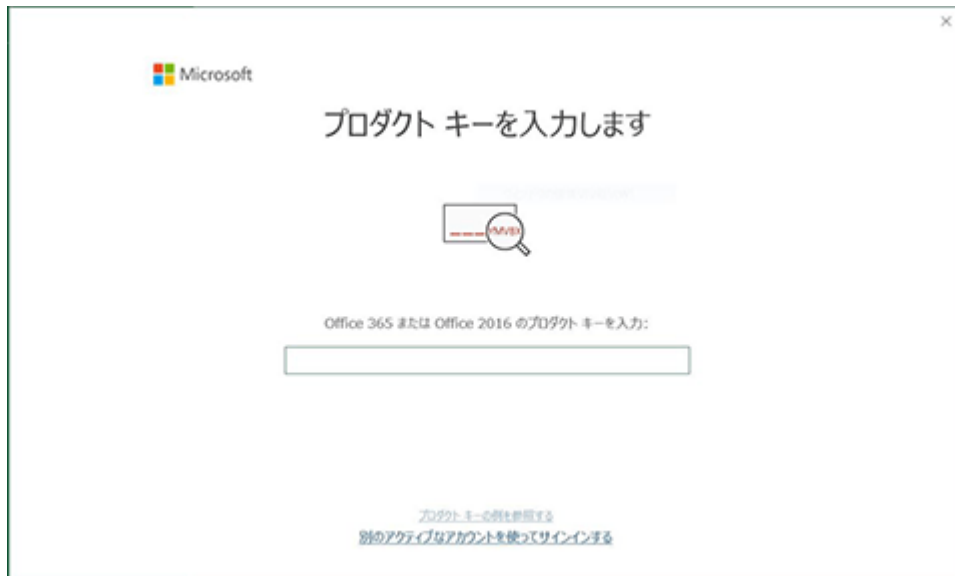 Microsoft
プロダクト キーを入力します
Office 365 または Office 2016 のプロダクト キーを入力:
プロダクト キーの例を参照する
別のアクティブなアカウントを使ってサインインする